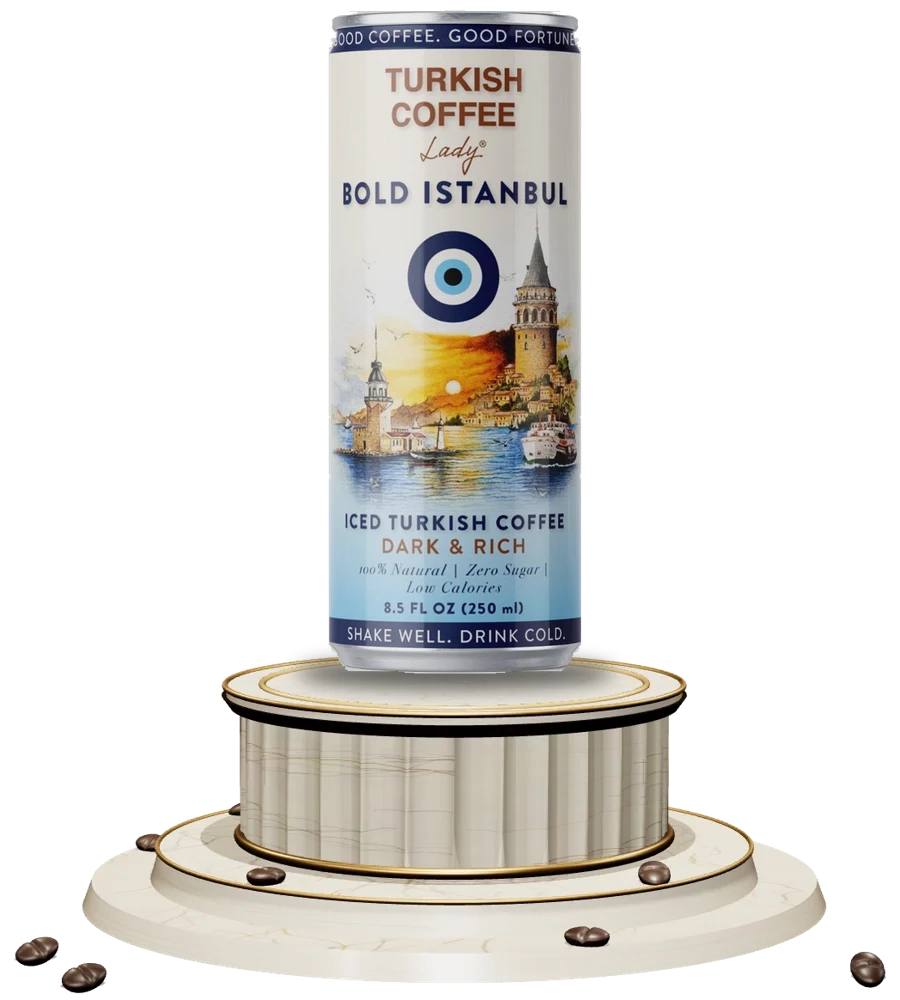 GOOD COFFEE. GOOD FORTUNE
TURKISH
COFFEE
Lady®
BOLD ISTANBUL
ICED TURKISH COFFEE
DARK & RICH
100% Natural | Zero Sugar |
Low Calories
8.5 FL OZ (250 ml)
SHAKE WELL. DRINK COLD.